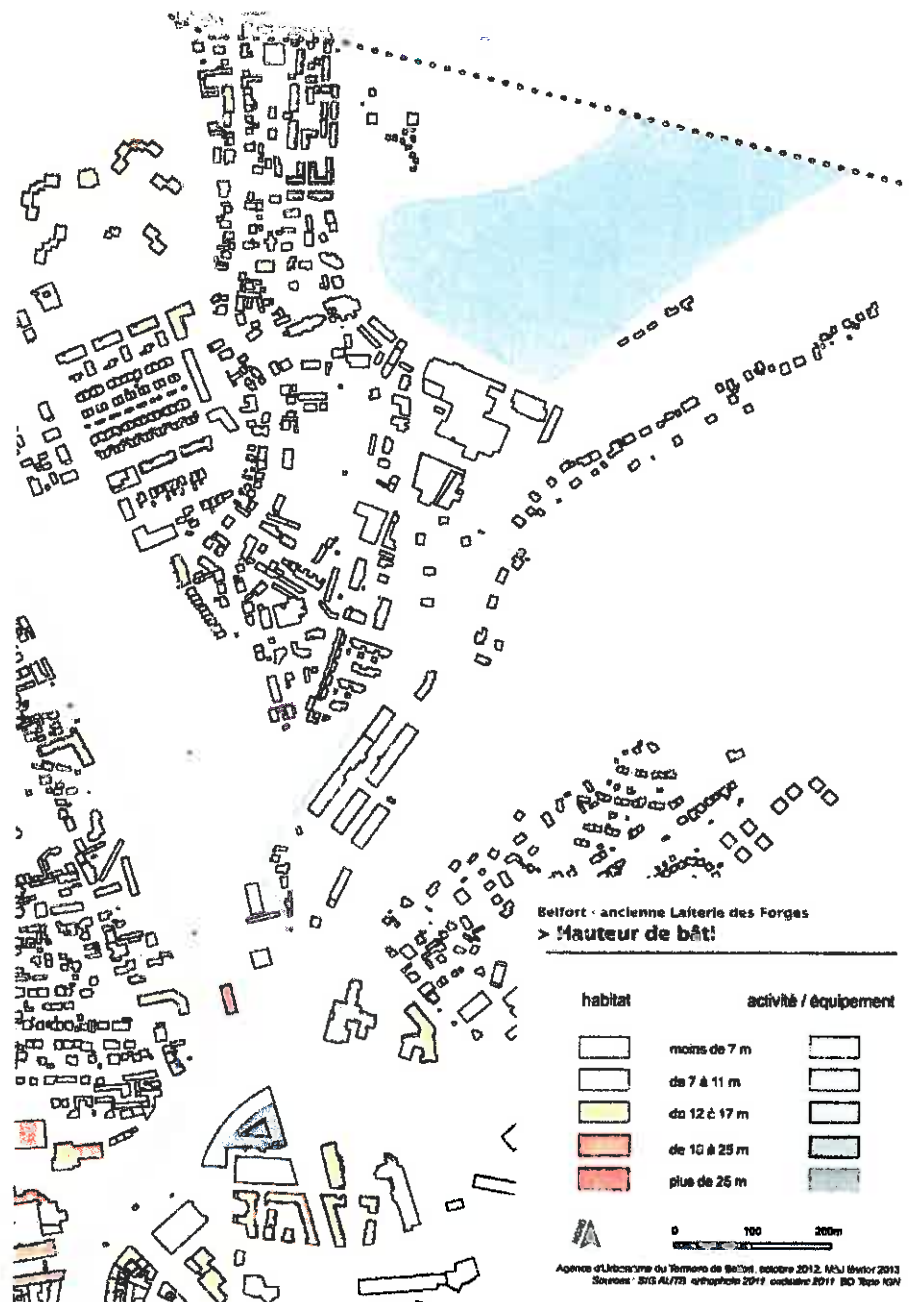 Belfort - ancienne Laiterie des Forges
> Hauteur de bâti
habitat activité / équipement
moins de 7 m
de 7 à 11 m
de 12 à 17 m
de 18 à 25 m
plus de 25 m
0 100 200m
Agence d'Urbanisme du Territoire de Belfort, octobre 2012, MàJ février 2013
Sources : SIG AUTB orthophoto 2011 cadastre 2011 BD Topo IGN